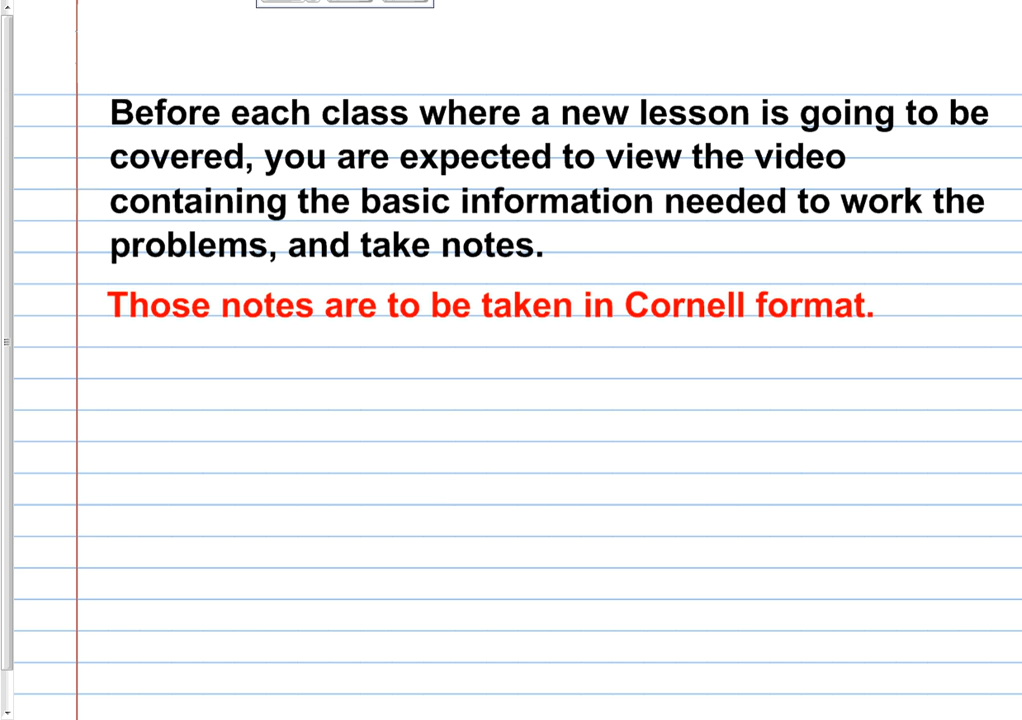 Before each class where a new lesson is going to be
covered, you are expected to view the video
containing the basic information needed to work the
problems, and take notes.
Those notes are to be taken in Cornell format.